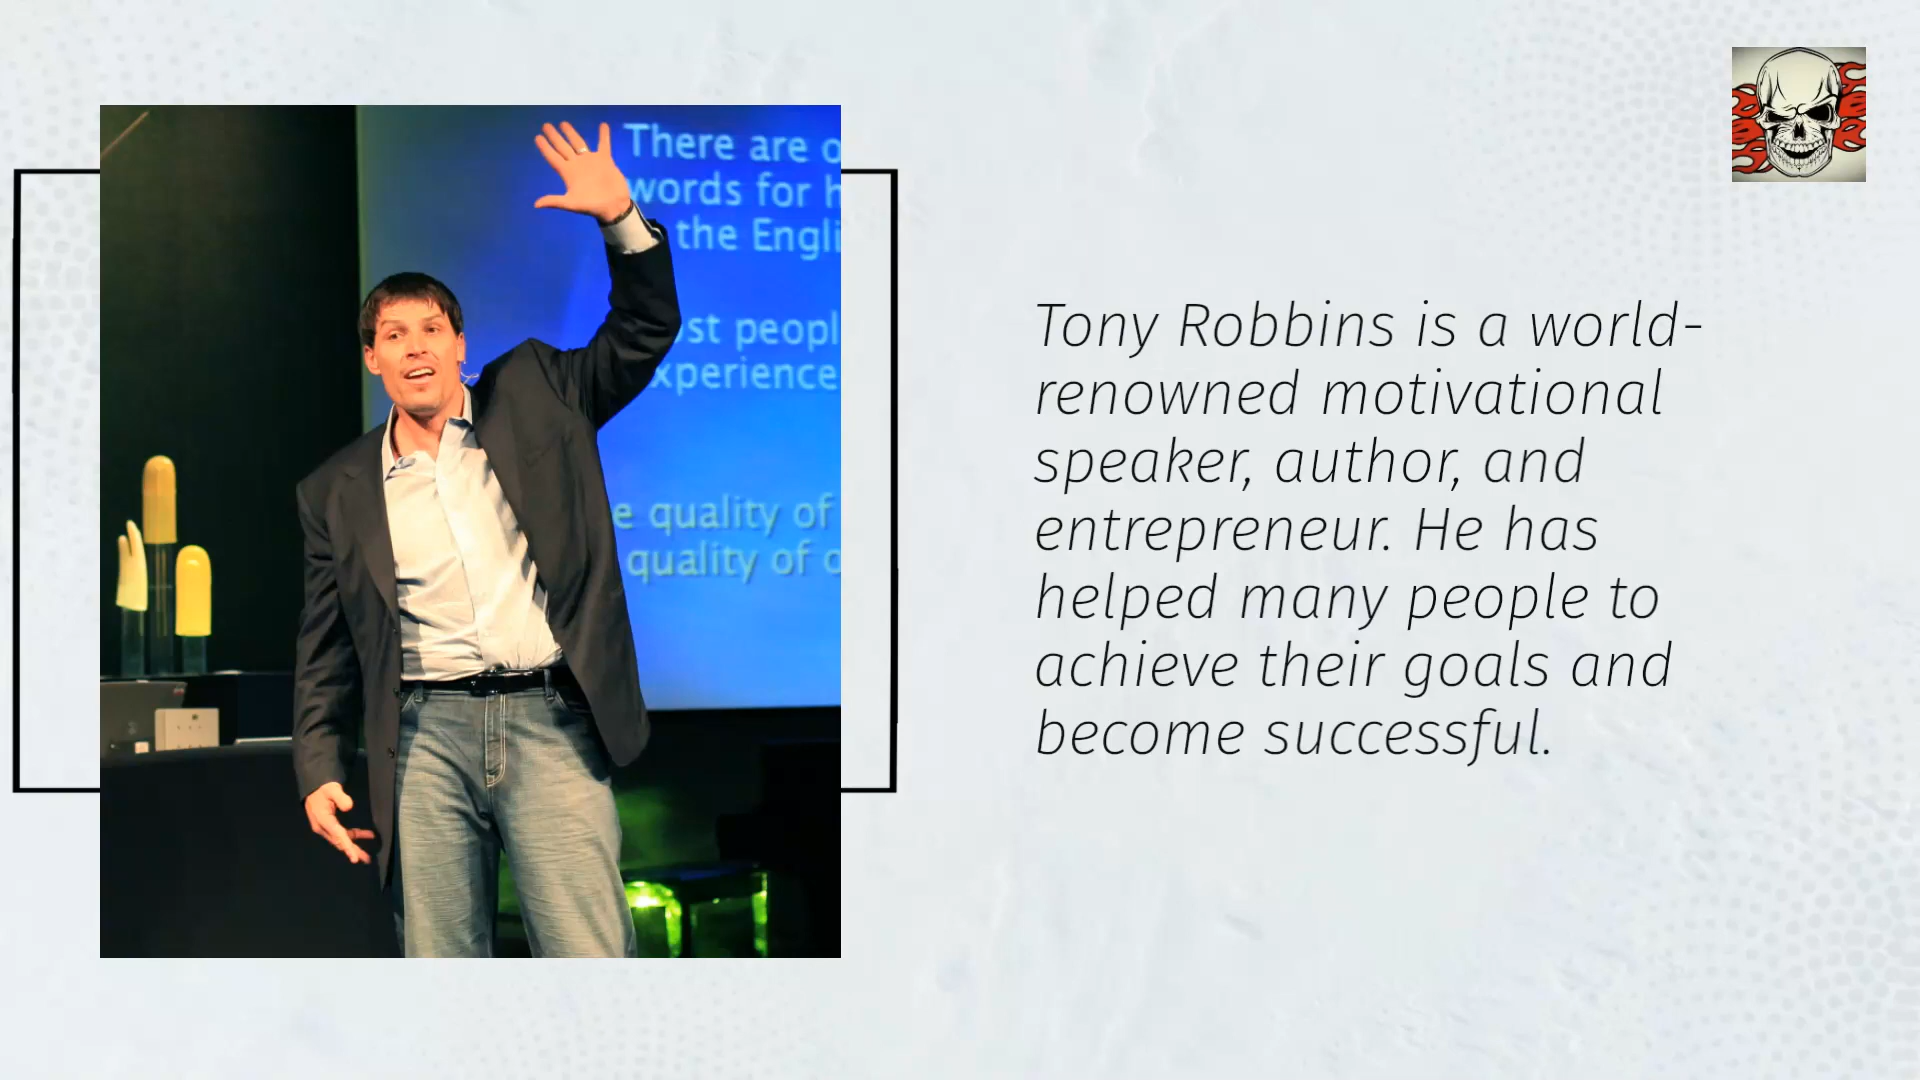 There are
words for
the Engli
st peopl
xperience
e quality of
quality of
Tony Robbins is a world-
renowned motivational
speaker, author, and
entrepreneur. He has
helped many people to
achieve their goals and
become successful.